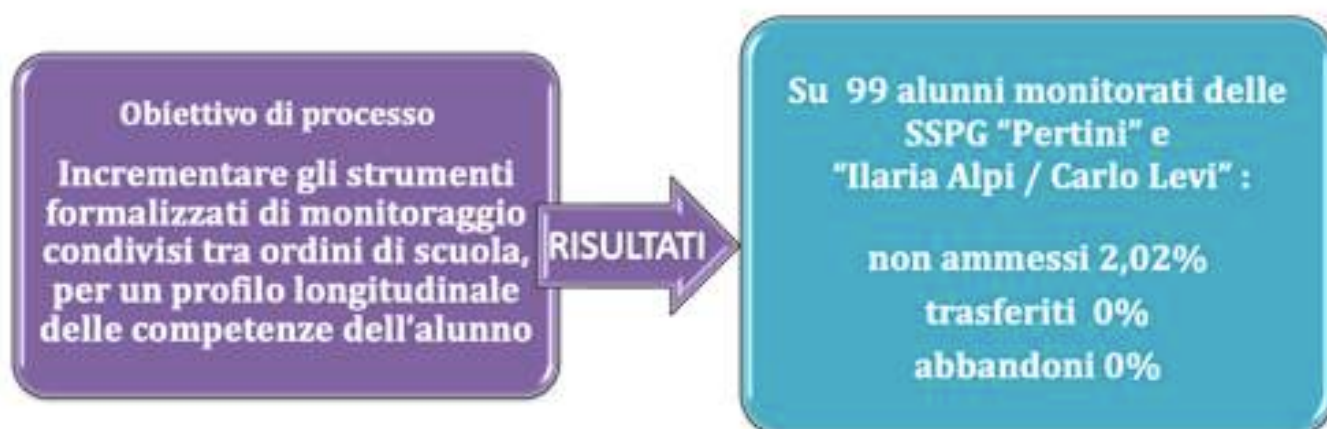 Obiettivo di processo
Incrementare gli strumenti
formalizzati di monitoraggio
condivisi tra ordini di scuola,
per un profilo longitudinale
delle competenze dell'alunno
RISULTATI
Su 99 alunni monitorati delle
SSPG "Pertini" e
"Ilaria Alpi / Carlo Levi" :
non ammessi 2,02%
trasferiti 0%
abbandoni 0%